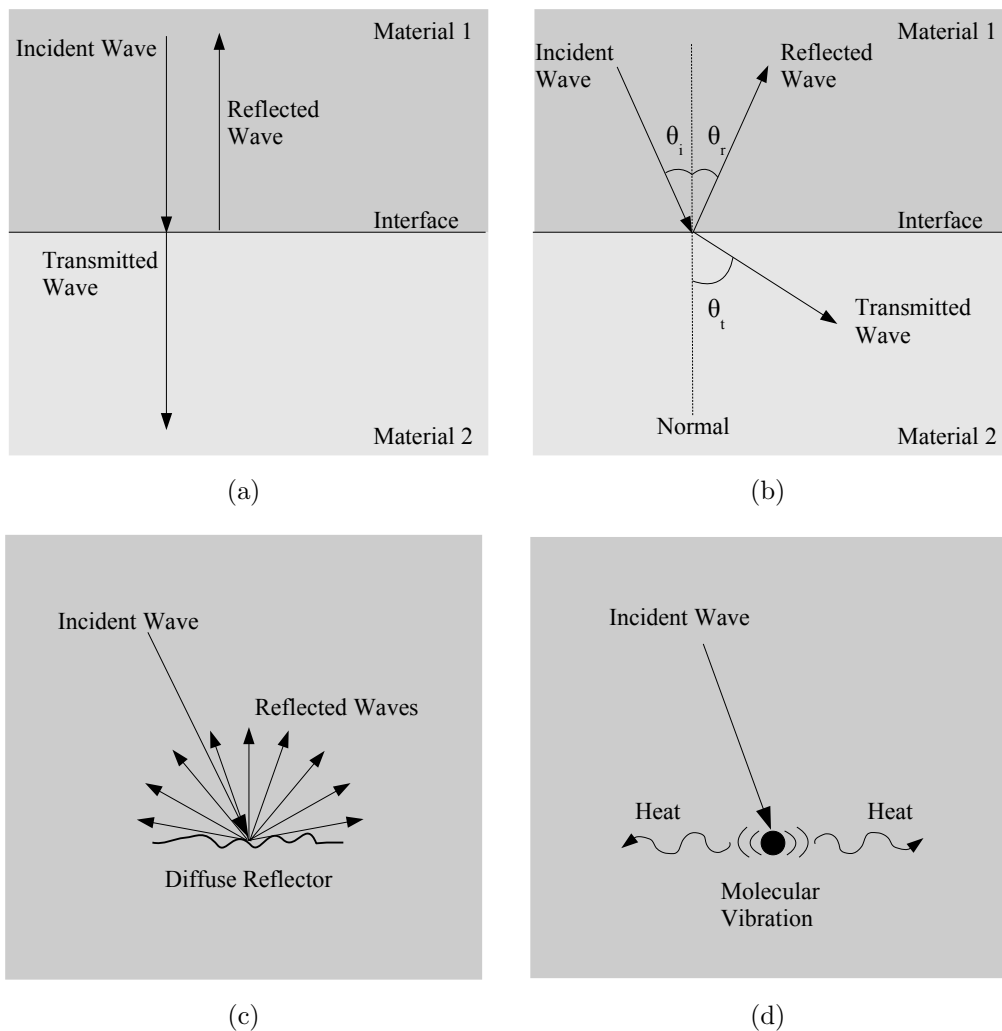 Material 1
Incident Wave
Reflected
Wave
Interface
Transmitted
Wave
Material 2
(a)
Material 1
Incident
Wave
Reflected
Wave
θi
θr
Interface
θt
Transmitted
Wave
Normal
Material 2
(b)
Incident Wave
Reflected Waves
Diffuse Reflector
(c)
Incident Wave
Heat
Heat
Molecular
Vibration
(d)